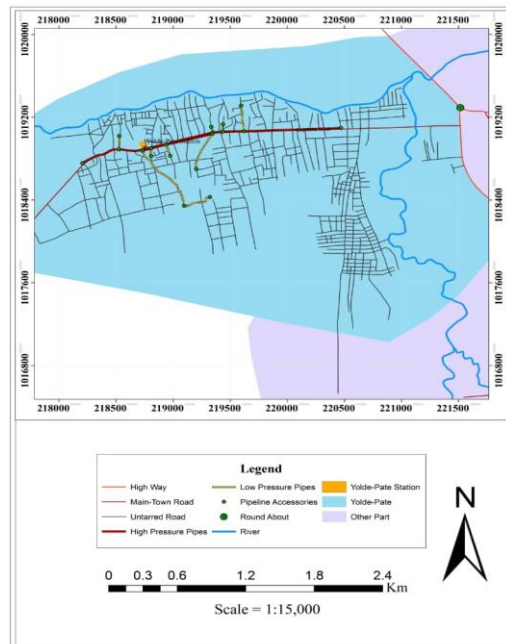 218000 218500 219000 219500 220000 220500 221000 221500
1020000 1020000
1019200 1019200
1018400 1018400
1017600 1017600
1016800 1016800
218000 218500 219000 219500 220000 220500 221000 221500
Legend
High Way Low Pressure Pipes Yolde-Pate Station
Main-Town Road Pipeline Accessories Yolde-Pate
Untarred Road Round About Other Part
High Pressure Pipes River
N
0 0.3 0.6 1.2 1.8 2.4
Km
Scale = 1:15,000